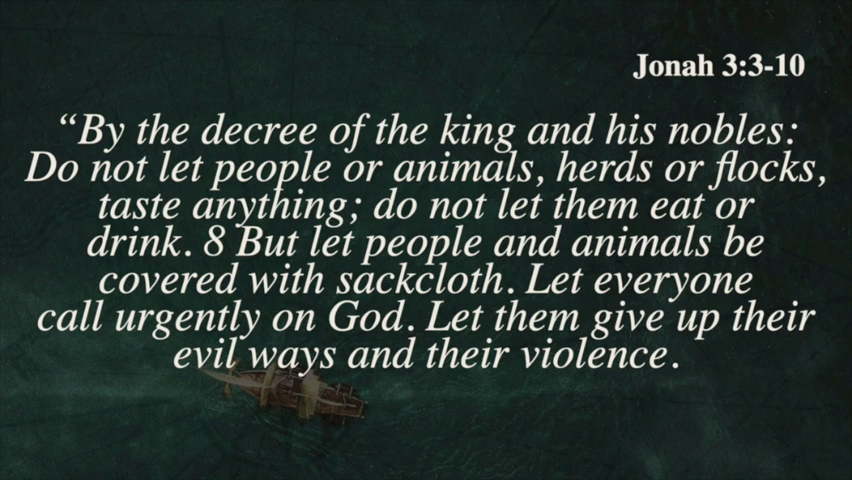 Jonah 3:3-10
“By the decree of the king and his nobles:
Do not let people or animals, herds or flocks,
taste anything; do not let them eat or
drink. 8 But let people and animals be
covered with sackcloth. Let everyone
call urgently on God. Let them give up their
evil ways and their violence.